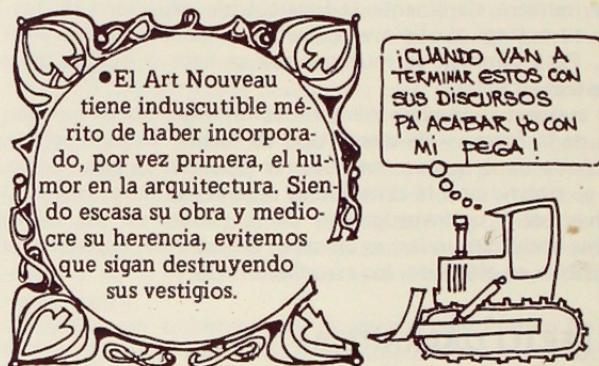 •El Art Nouveau
tiene induscutible mé-
rito de haber incorpora-
do, por vez primera, el hu-
mor en la arquitectura. Sien-
do escasa su obra y medio-
cre su herencia, evitemos
que sigan destruyendo
sus vestigios.
¡CUANDO VAN A
TERMINAR ESTOS CON
SUS DISCURSOS
PA' ACABAR YO CON
MI PEGA!